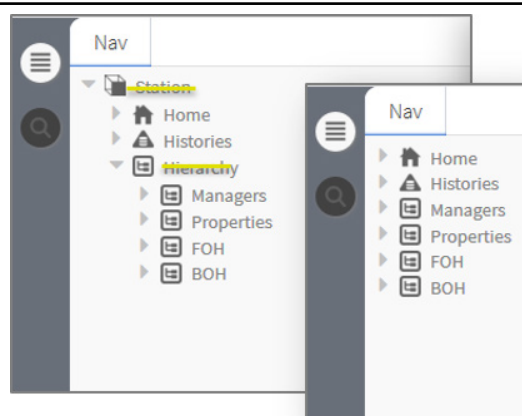 Nav
Station
Home
Histories
Hierarchy
Managers
Properties
FOH
BOH
Nav
Home
Histories
Managers
Properties
FOH
BOH